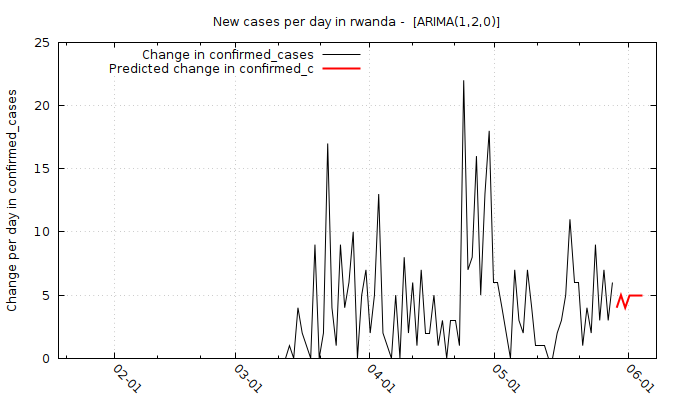 New cases per day in rwanda -  [ARIMA(1,2,0)]
Change in confirmed_cases
Predicted change in confirmed_c
Change per day in confirmed_cases
25
20
15
10
5
0
02-01
03-01
04-01
05-01
06-01